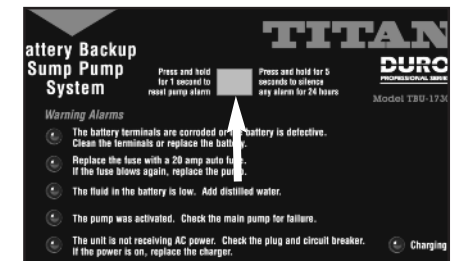 TITAN
attery Backup
Sump Pump
System
Press and hold
for 1 second to
reset pump alarm
Press and hold for 5
seconds to silence
any alarm for 24 hours
DURO
PROFESSIONAL SERIE
Model TBU-173
Warning Alarms
The battery terminals are corroded or the battery is defective.
Clean the terminals or replace the battery.
Replace the fuse with a 20 amp auto fuse.
If the fuse blows again, replace the pump.
The fluid in the battery is low. Add distilled water.
The pump was activated. Check the main pump for failure.
The unit is not receiving AC power. Check the plug and circuit breaker.
If the power is on, replace the charger.
Charging